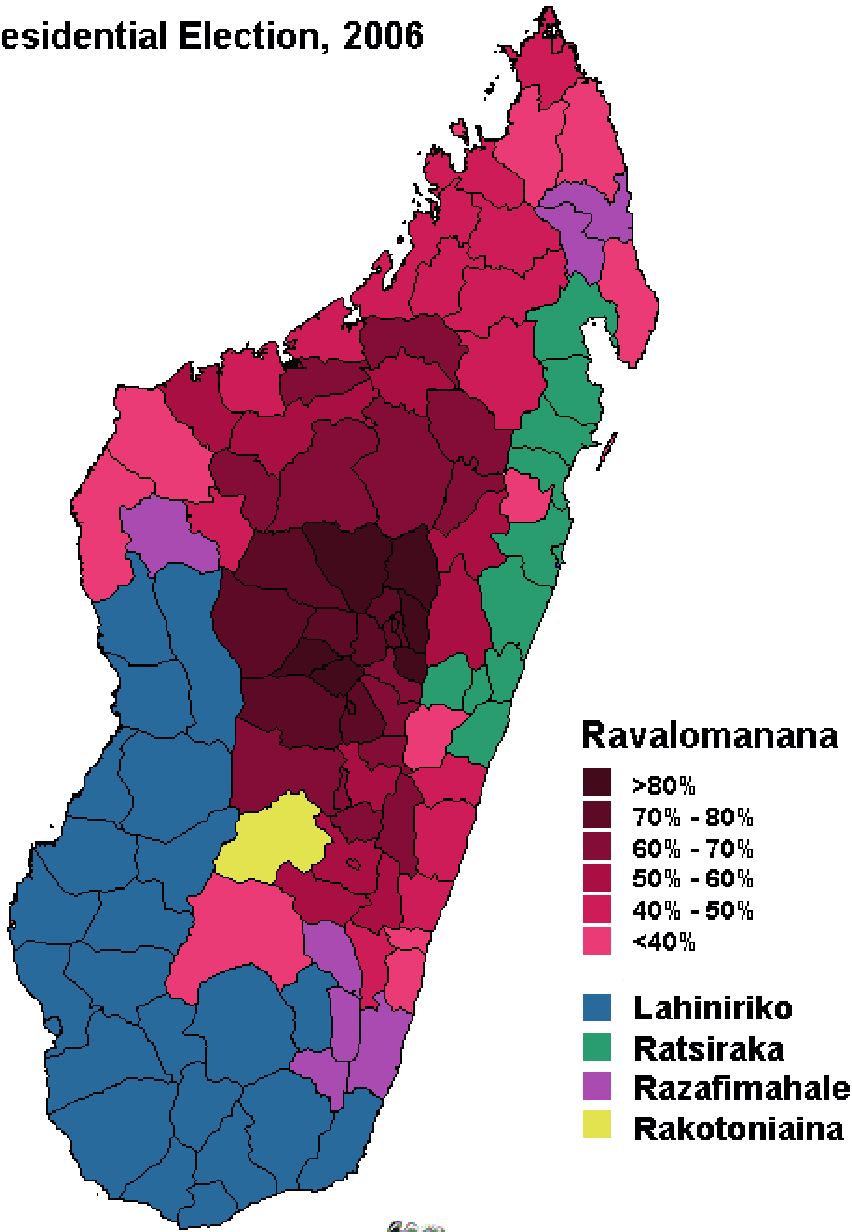 esidential Election, 2006
Ravalomanana
>80%
70% - 80%
60% - 70%
50% - 60%
40% - 50%
<40%
Lahiniriko
Ratsiraka
Razafimahale
Rakotoniaina